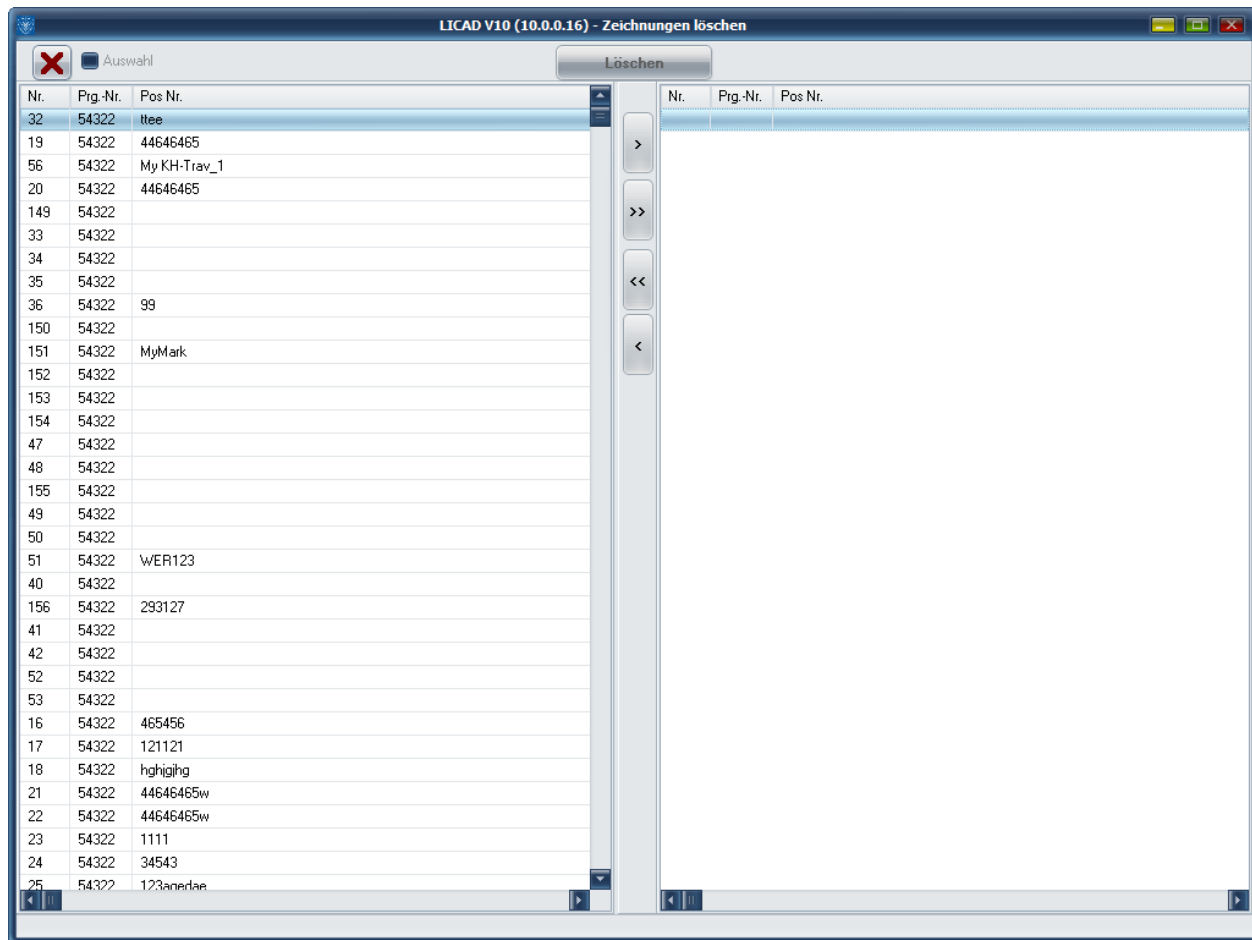 LICAD V10 (10.0.0.16) - Zeichnungen löschen
Auswahl
Löschen
Nr. Prg.-Nr. Pos Nr.
32 54322 ttee
19 54322 44646465
56 54322 My KH-Trav_1
20 54322 44646465
149 54322
33 54322
34 54322
35 54322
36 54322 99
150 54322
151 54322 MyMark
152 54322
153 54322
154 54322
47 54322
48 54322
155 54322
49 54322
50 54322
51 54322 WER123
40 54322
156 54322 293127
41 54322
42 54322
52 54322
53 54322
16 54322 465456
17 54322 121121
18 54322 hghjgjhg
21 54322 44646465w
22 54322 44646465w
23 54322 1111
24 54322 34543
25 54322 123agedae
>
>>
<<
<
Nr. Prg.-Nr. Pos Nr.